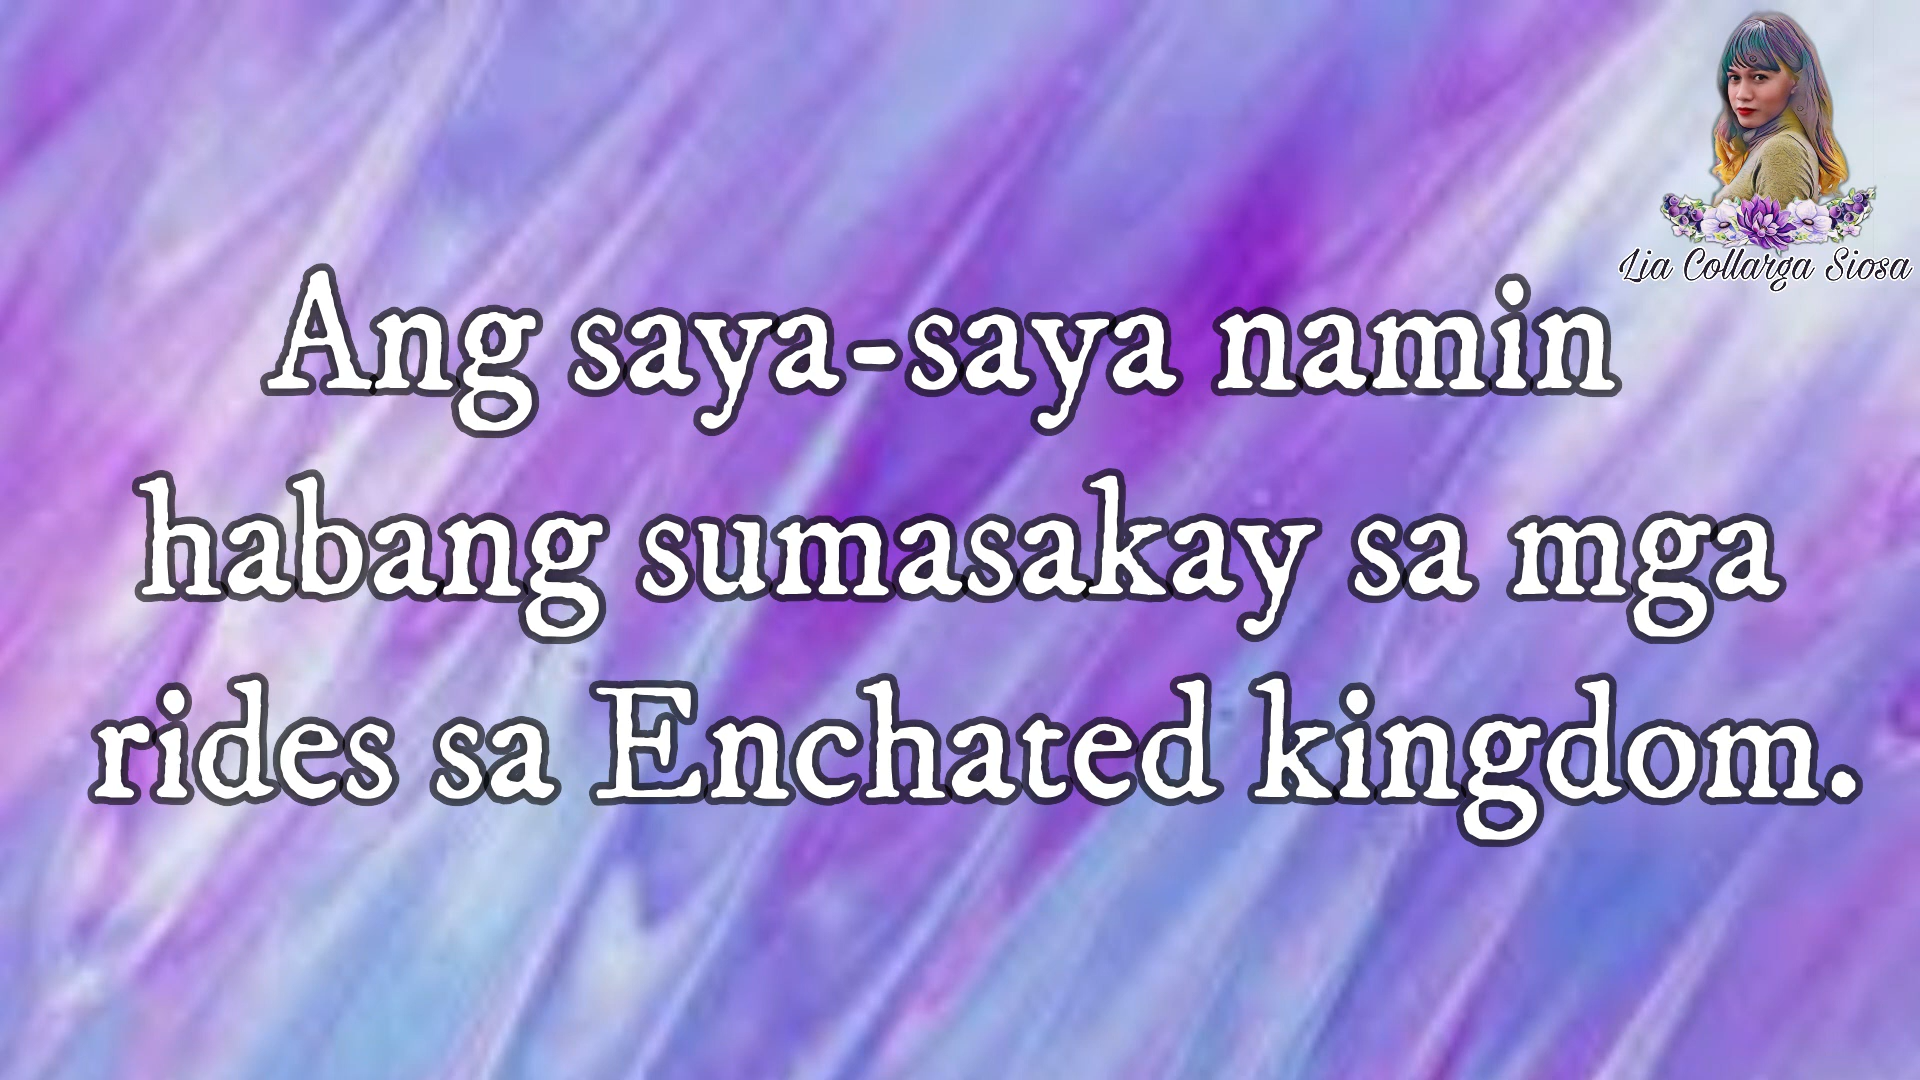 Lia Collarga Siosa
Ang saya-saya namin
habang sumasakay sa mga
rides sa Enchated kingdom.